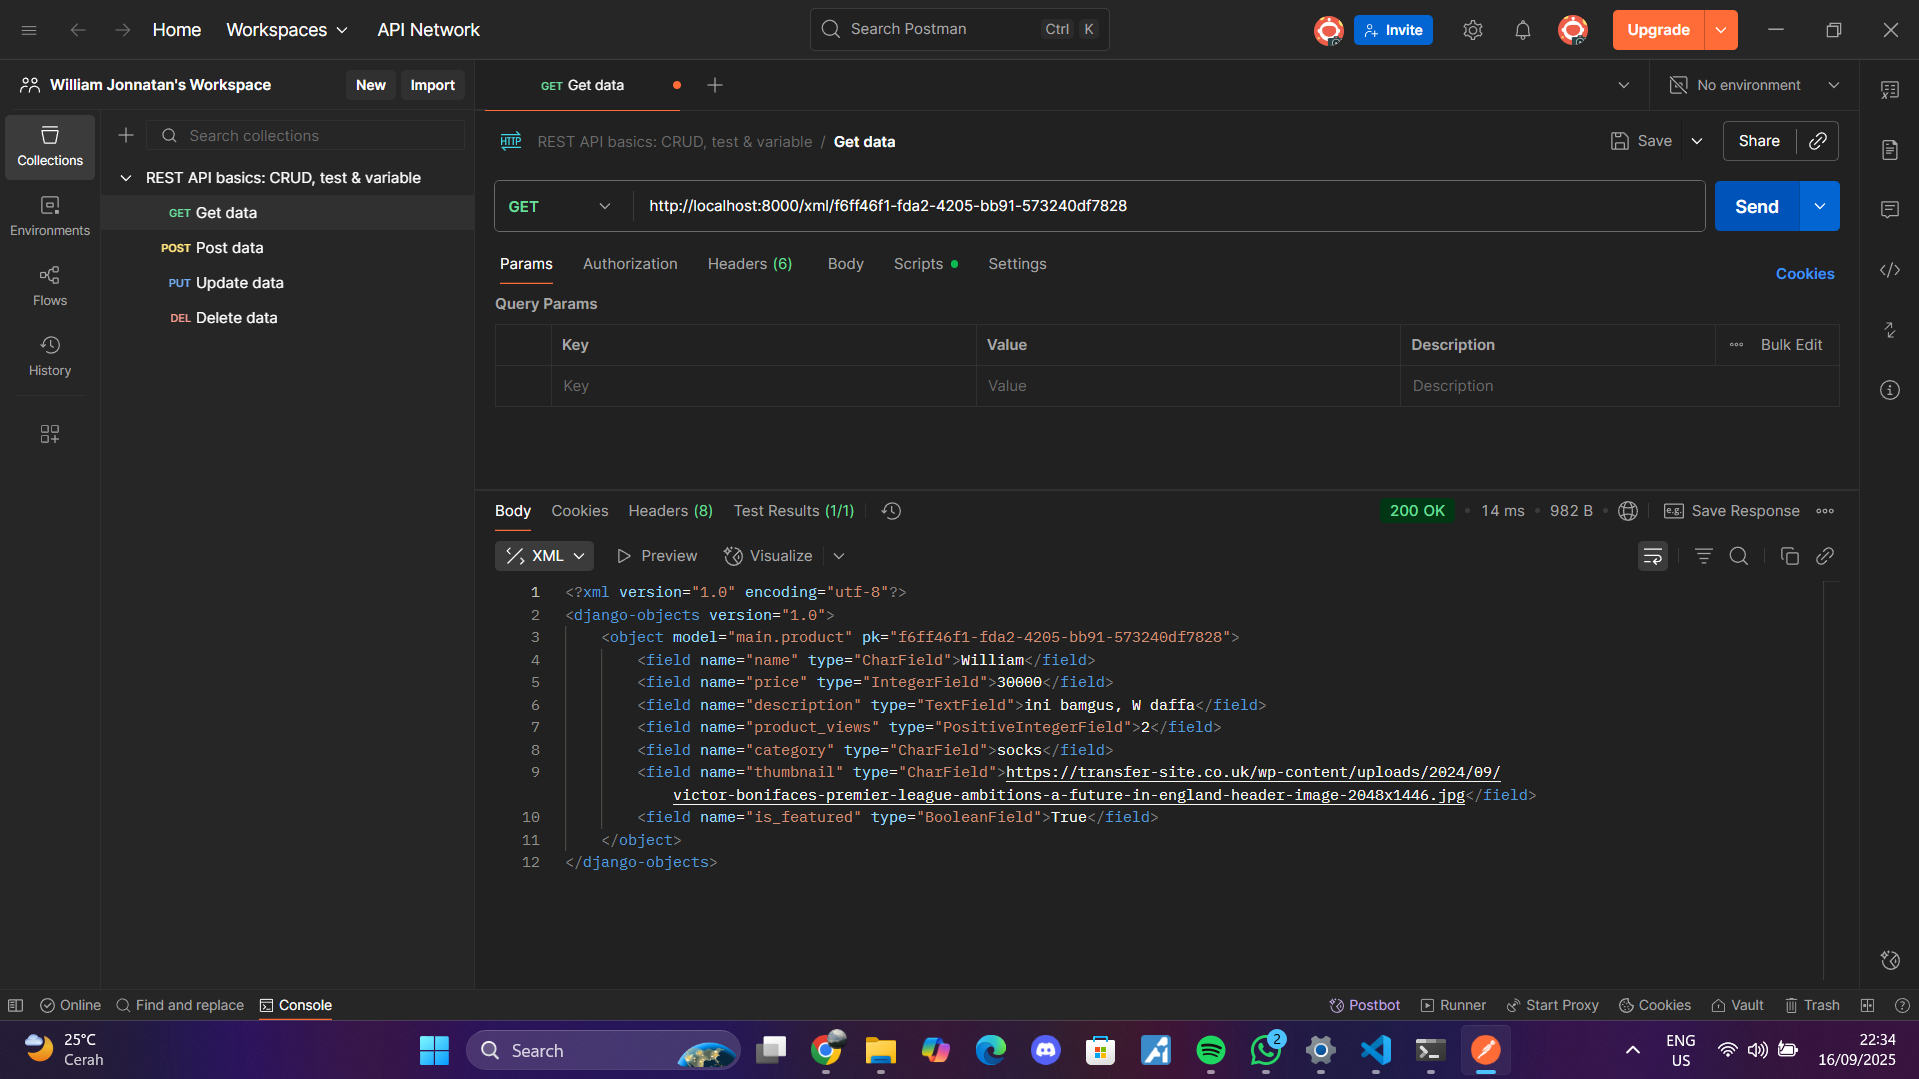 Home
Workspaces
API Network
Search Postman
Ctrl K
Invite
Upgrade
William Jonnatan's Workspace
New
Import
GET Get data
No environment
Collections
Environments
Flows
History
Search collections
REST API basics: CRUD, test & variable
GET Get data
POST Post data
PUT Update data
DEL Delete data
HTTP REST API basics: CRUD, test & variable / Get data
Save
Share
GET
http://localhost:8000/xml/f6ff46f1-fda2-4205-bb91-573240df7828
Send
Params
Authorization
Headers (6)
Body
Scripts
Settings
Cookies
Query Params
Key
Value
Description
Bulk Edit
Key
Value
Description
Body
Cookies
Headers (8)
Test Results (1/1)
200 OK
14 ms
982 B
e.g. Save Response
XML
Preview
Visualize
1 <?xml version="1.0" encoding="utf-8"?>
2 <django-objects version="1.0">
3 <object model="main.product" pk="f6ff46f1-fda2-4205-bb91-573240df7828">
4 <field name="name" type="CharField">William</field>
5 <field name="price" type="IntegerField">30000</field>
6 <field name="description" type="TextField">ini bamgus, W daffa</field>
7 <field name="product_views" type="PositiveIntegerField">2</field>
8 <field name="category" type="CharField">socks</field>
9 <field name="thumbnail" type="CharField">https://transfer-site.co.uk/wp-content/uploads/2024/09/
victor-bonifaces-premier-league-ambitions-a-future-in-england-header-image-2048x1446.jpg</field>
10 <field name="is_featured" type="BooleanField">True</field>
11 </object>
12 </django-objects>
Online
Find and replace
Console
Postbot
Runner
Start Proxy
Cookies
Vault
Trash
25°C
Cerah
Search
2
ENG
US
22:34
16/09/2025